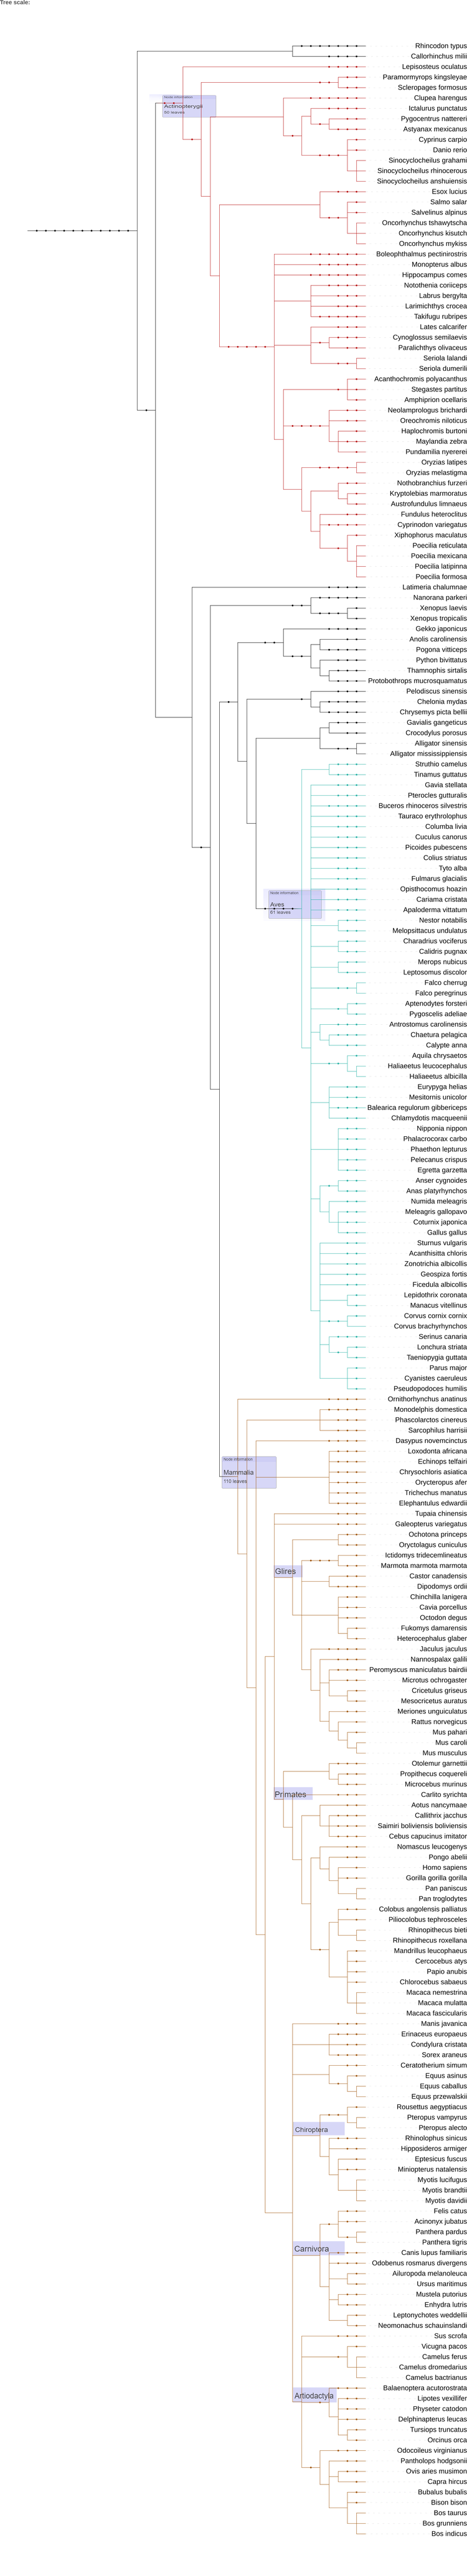 Tree scale:
Rhincodon typus
Callorhinchus milii
Lepisosteus oculatus
Paramormyrops kingsleyae
Scleropages formosus
Node information
Clupea harengus
Actinopterygii
Ictalurus punctatus
50 leaves
Pygocentrus nattereri
Astyanax mexicanus
Cyprinus carpio
Danio rerio
Sinocyclocheilus grahami
Sinocyclocheilus rhinocerous
Sinocyclocheilus anshuiensis
Esox lucius
Salmo salar
Salvelinus alpinus
Oncorhynchus tshawytscha
Oncorhynchus kisutch
Oncorhynchus mykiss
Boleophthalmus pectinirostris
Monopterus albus
Hippocampus comes
Notothenia coriiceps
Labrus bergylta
Larimichthys crocea
Takifugu rubripes
Lates calcarifer
Cynoglossus semilaevis
Paralichthys olivaceus
Seriola lalandi
Seriola dumerili
Acanthochromis polyacanthus
Stegastes partitus
Amphiprion ocellaris
Neolamprologus brichardi
Oreochromis niloticus
Haplochromis burtoni
Maylandia zebra
Pundamilia nyererei
Oryzias latipes
Oryzias melastigma
Nothobranchius furzeri
Kryptolebias marmoratus
Austrofundulus limnaeus
Fundulus heteroclitus
Cyprinodon variegatus
Xiphophorus maculatus
Poecilia reticulata
Poecilia mexicana
Poecilia latipinna
Poecilia formosa
Latimeria chalumnae
Nanorana parkeri
Xenopus laevis
Xenopus tropicalis
Gekko japonicus
Anolis carolinensis
Pogona vitticeps
Python bivittatus
Thamnophis sirtalis
Protobothrops mucrosquamatus
Pelodiscus sinensis
Chelonia mydas
Chrysemys picta bellii
Gavialis gangeticus
Crocodylus porosus
Alligator sinensis
Alligator mississippiensis
Struthio camelus
Tinamus guttatus
Gavia stellata
Pterocles gutturalis
Buceros rhinoceros silvestris
Tauraco erythrolophus
Columba livia
Cuculus canorus
Picoides pubescens
Colius striatus
Tyto alba
Fulmarus glacialis
Opisthocomus hoazin
Node information
Cariama cristata
Aves
Apaloderma vittatum
61 leaves
Nestor notabilis
Melopsittacus undulatus
Charadrius vociferus
Calidris pugnax
Merops nubicus
Leptosomus discolor
Falco cherrug
Falco peregrinus
Aptenodytes forsteri
Pygoscelis adeliae
Antrostomus carolinensis
Chaetura pelagica
Calypte anna
Aquila chrysaetos
Haliaeetus leucocephalus
Haliaeetus albicilla
Eurypyga helias
Mesitornis unicolor
Balearica regulorum gibbericeps
Chlamydotis macqueenii
Nipponia nippon
Phalacrocorax carbo
Phaethon lepturus
Pelecanus crispus
Egretta garzetta
Anser cygnoides
Anas platyrhynchos
Numida meleagris
Meleagris gallopavo
Coturnix japonica
Gallus gallus
Sturnus vulgaris
Acanthisitta chloris
Zonotrichia albicollis
Geospiza fortis
Ficedula albicollis
Lepidothrix coronata
Manacus vitellinus
Corvus cornix cornix
Corvus brachyrhynchos
Serinus canaria
Lonchura striata
Taeniopygia guttata
Parus major
Cyanistes caeruleus
Pseudopodoces humilis
Ornithorhynchus anatinus
Monodelphis domestica
Phascolarctos cinereus
Sarcophilus harrisii
Dasypus novemcinctus
Loxodonta africana
Node information
Echinops telfairi
Mammalia
Chrysochloris asiatica
110 leaves
Orycteropus afer
Trichechus manatus
Elephantulus edwardii
Tupaia chinensis
Galeopterus variegatus
Ochotona princeps
Oryctolagus cuniculus
Ictidomys tridecemlineatus
Marmota marmota marmota
Glires
Castor canadensis
Dipodomys ordii
Chinchilla lanigera
Cavia porcellus
Octodon degus
Fukomys damarensis
Heterocephalus glaber
Jaculus jaculus
Nannospalax galili
Peromyscus maniculatus bairdii
Microtus ochrogaster
Cricetulus griseus
Mesocricetus auratus
Meriones unguiculatus
Rattus norvegicus
Mus pahari
Mus caroli
Mus musculus
Otolemur garnettii
Propithecus coquereli
Microcebus murinus
Primates
Carlito syrichta
Aotus nancymaae
Callithrix jacchus
Saimiri boliviensis boliviensis
Cebus capucinus imitator
Nomascus leucogenys
Pongo abelii
Homo sapiens
Gorilla gorilla gorilla
Pan paniscus
Pan troglodytes
Colobus angolensis palliatus
Piliocolobus tephrosceles
Rhinopithecus bieti
Rhinopithecus roxellana
Mandrillus leucophaeus
Cercocebus atys
Papio anubis
Chlorocebus sabaeus
Macaca nemestrina
Macaca mulatta
Macaca fascicularis
Manis javanica
Erinaceus europaeus
Condylura cristata
Sorex araneus
Ceratotherium simum
Equus asinus
Equus caballus
Equus przewalskii
Rousettus aegyptiacus
Pteropus vampyrus
Chiroptera
Pteropus alecto
Rhinolophus sinicus
Hipposideros armiger
Eptesicus fuscus
Miniopterus natalensis
Myotis lucifugus
Myotis brandtii
Myotis davidii
Felis catus
Acinonyx jubatus
Panthera pardus
Panthera tigris
Carnivora
Canis lupus familiaris
Odobenus rosmarus divergens
Ailuropoda melanoleuca
Ursus maritimus
Mustela putorius
Enhydra lutris
Leptonychotes weddellii
Neomonachus schauinslandi
Sus scrofa
Vicugna pacos
Camelus ferus
Camelus dromedarius
Camelus bactrianus
Balaenoptera acutorostrata
Artiodactyla
Lipotes vexillifer
Physeter catodon
Delphinapterus leucas
Tursiops truncatus
Orcinus orca
Odocoileus virginianus
Pantholops hodgsonii
Ovis aries musimon
Capra hircus
Bubalus bubalis
Bison bison
Bos taurus
Bos grunniens
Bos indicus